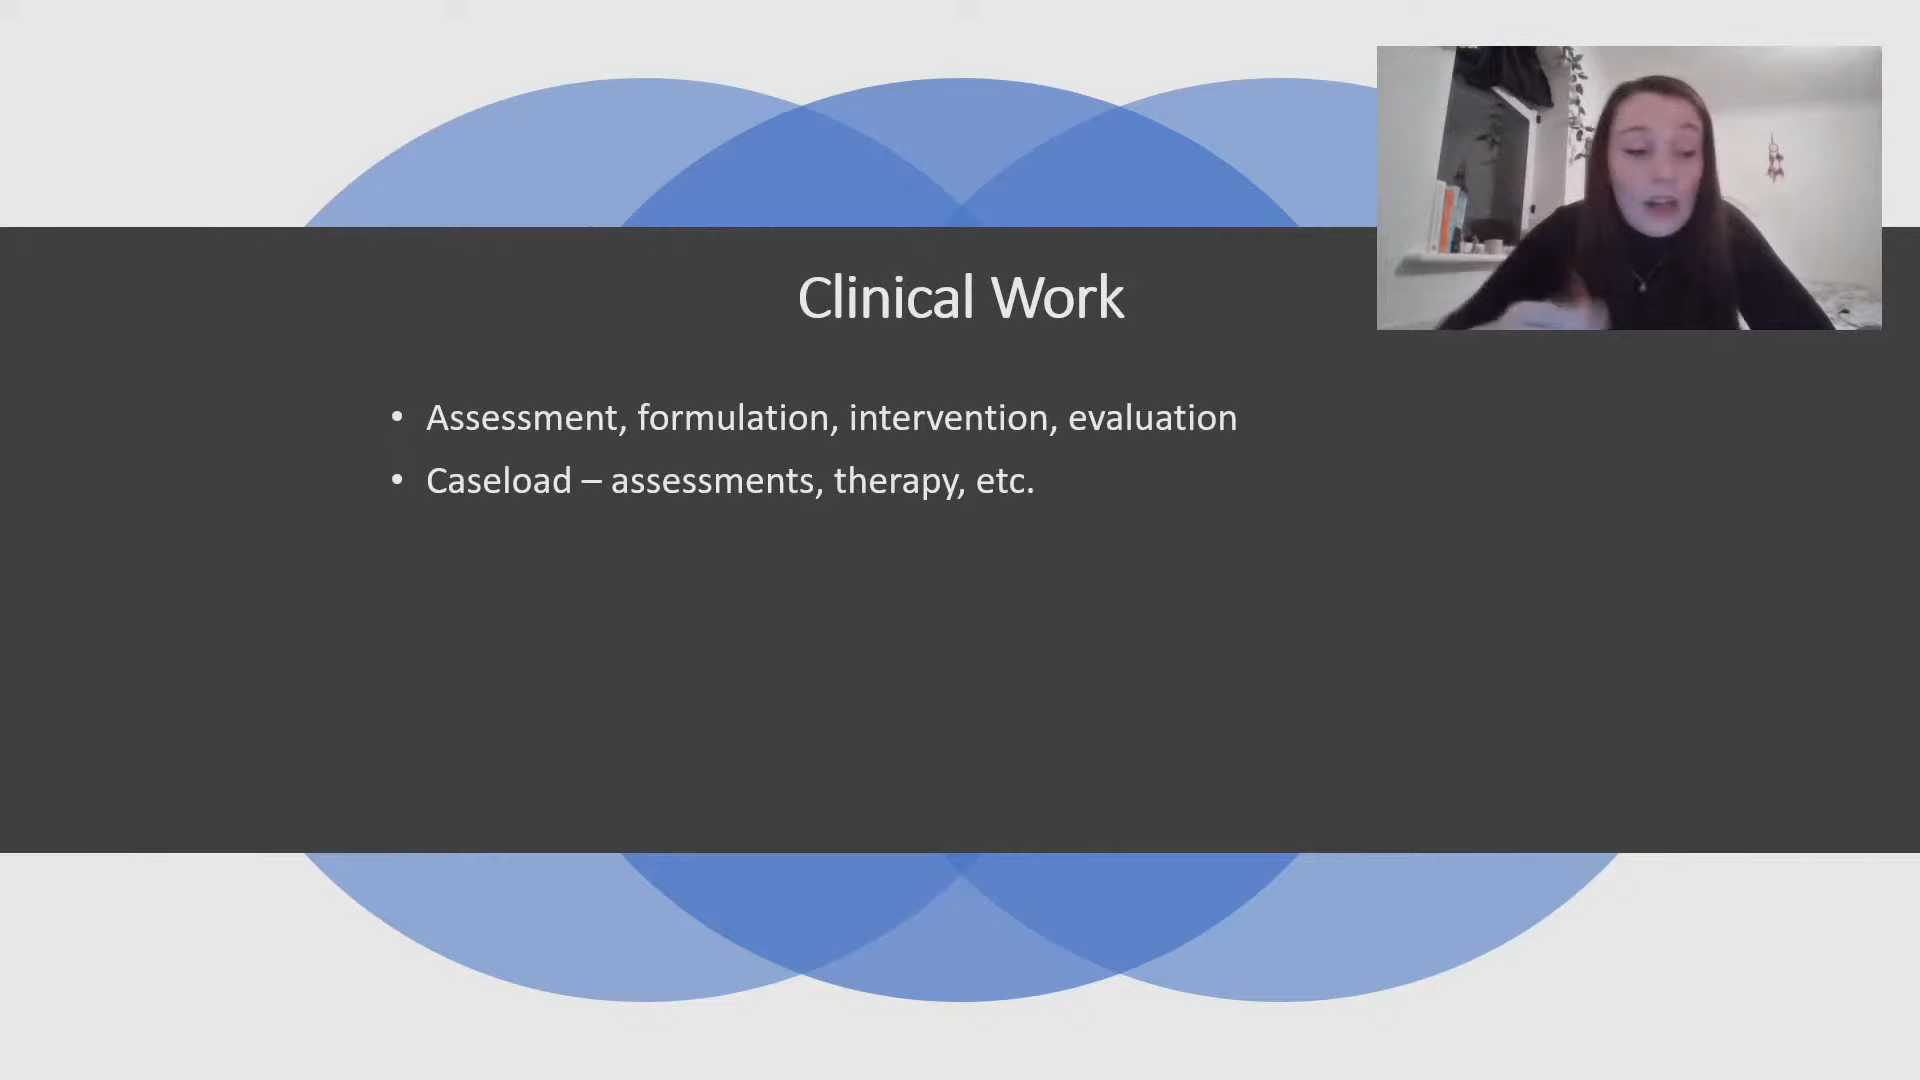 Clinical Work
• Assessment, formulation, intervention, evaluation
• Caseload – assessments, therapy, etc.